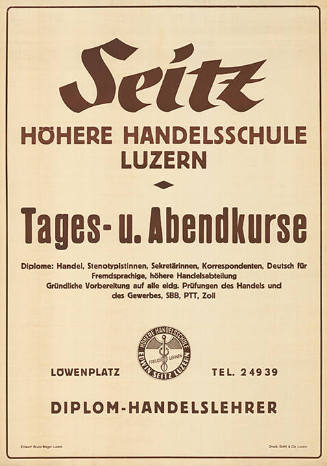 Seitz
HÖHERE HANDELSSCHULE
LUZERN
Tages- u. Abendkurse
Diplome: Handel, Stenotypistinnen, Sekretärinnen, Korrespondenten, Deutsch für
Fremdsprachige, höhere Handelsabteilung
Gründliche Vorbereitung auf alle eidg. Prüfungen des Handels und
des Gewerbes, SBB, PTT, Zoll
HÖHERE HANDELSSCHULE
EDWIN SEITZ LUZERN
LÖWENPLATZ TEL. 24939
DIPLOM-HANDELSLEHRER